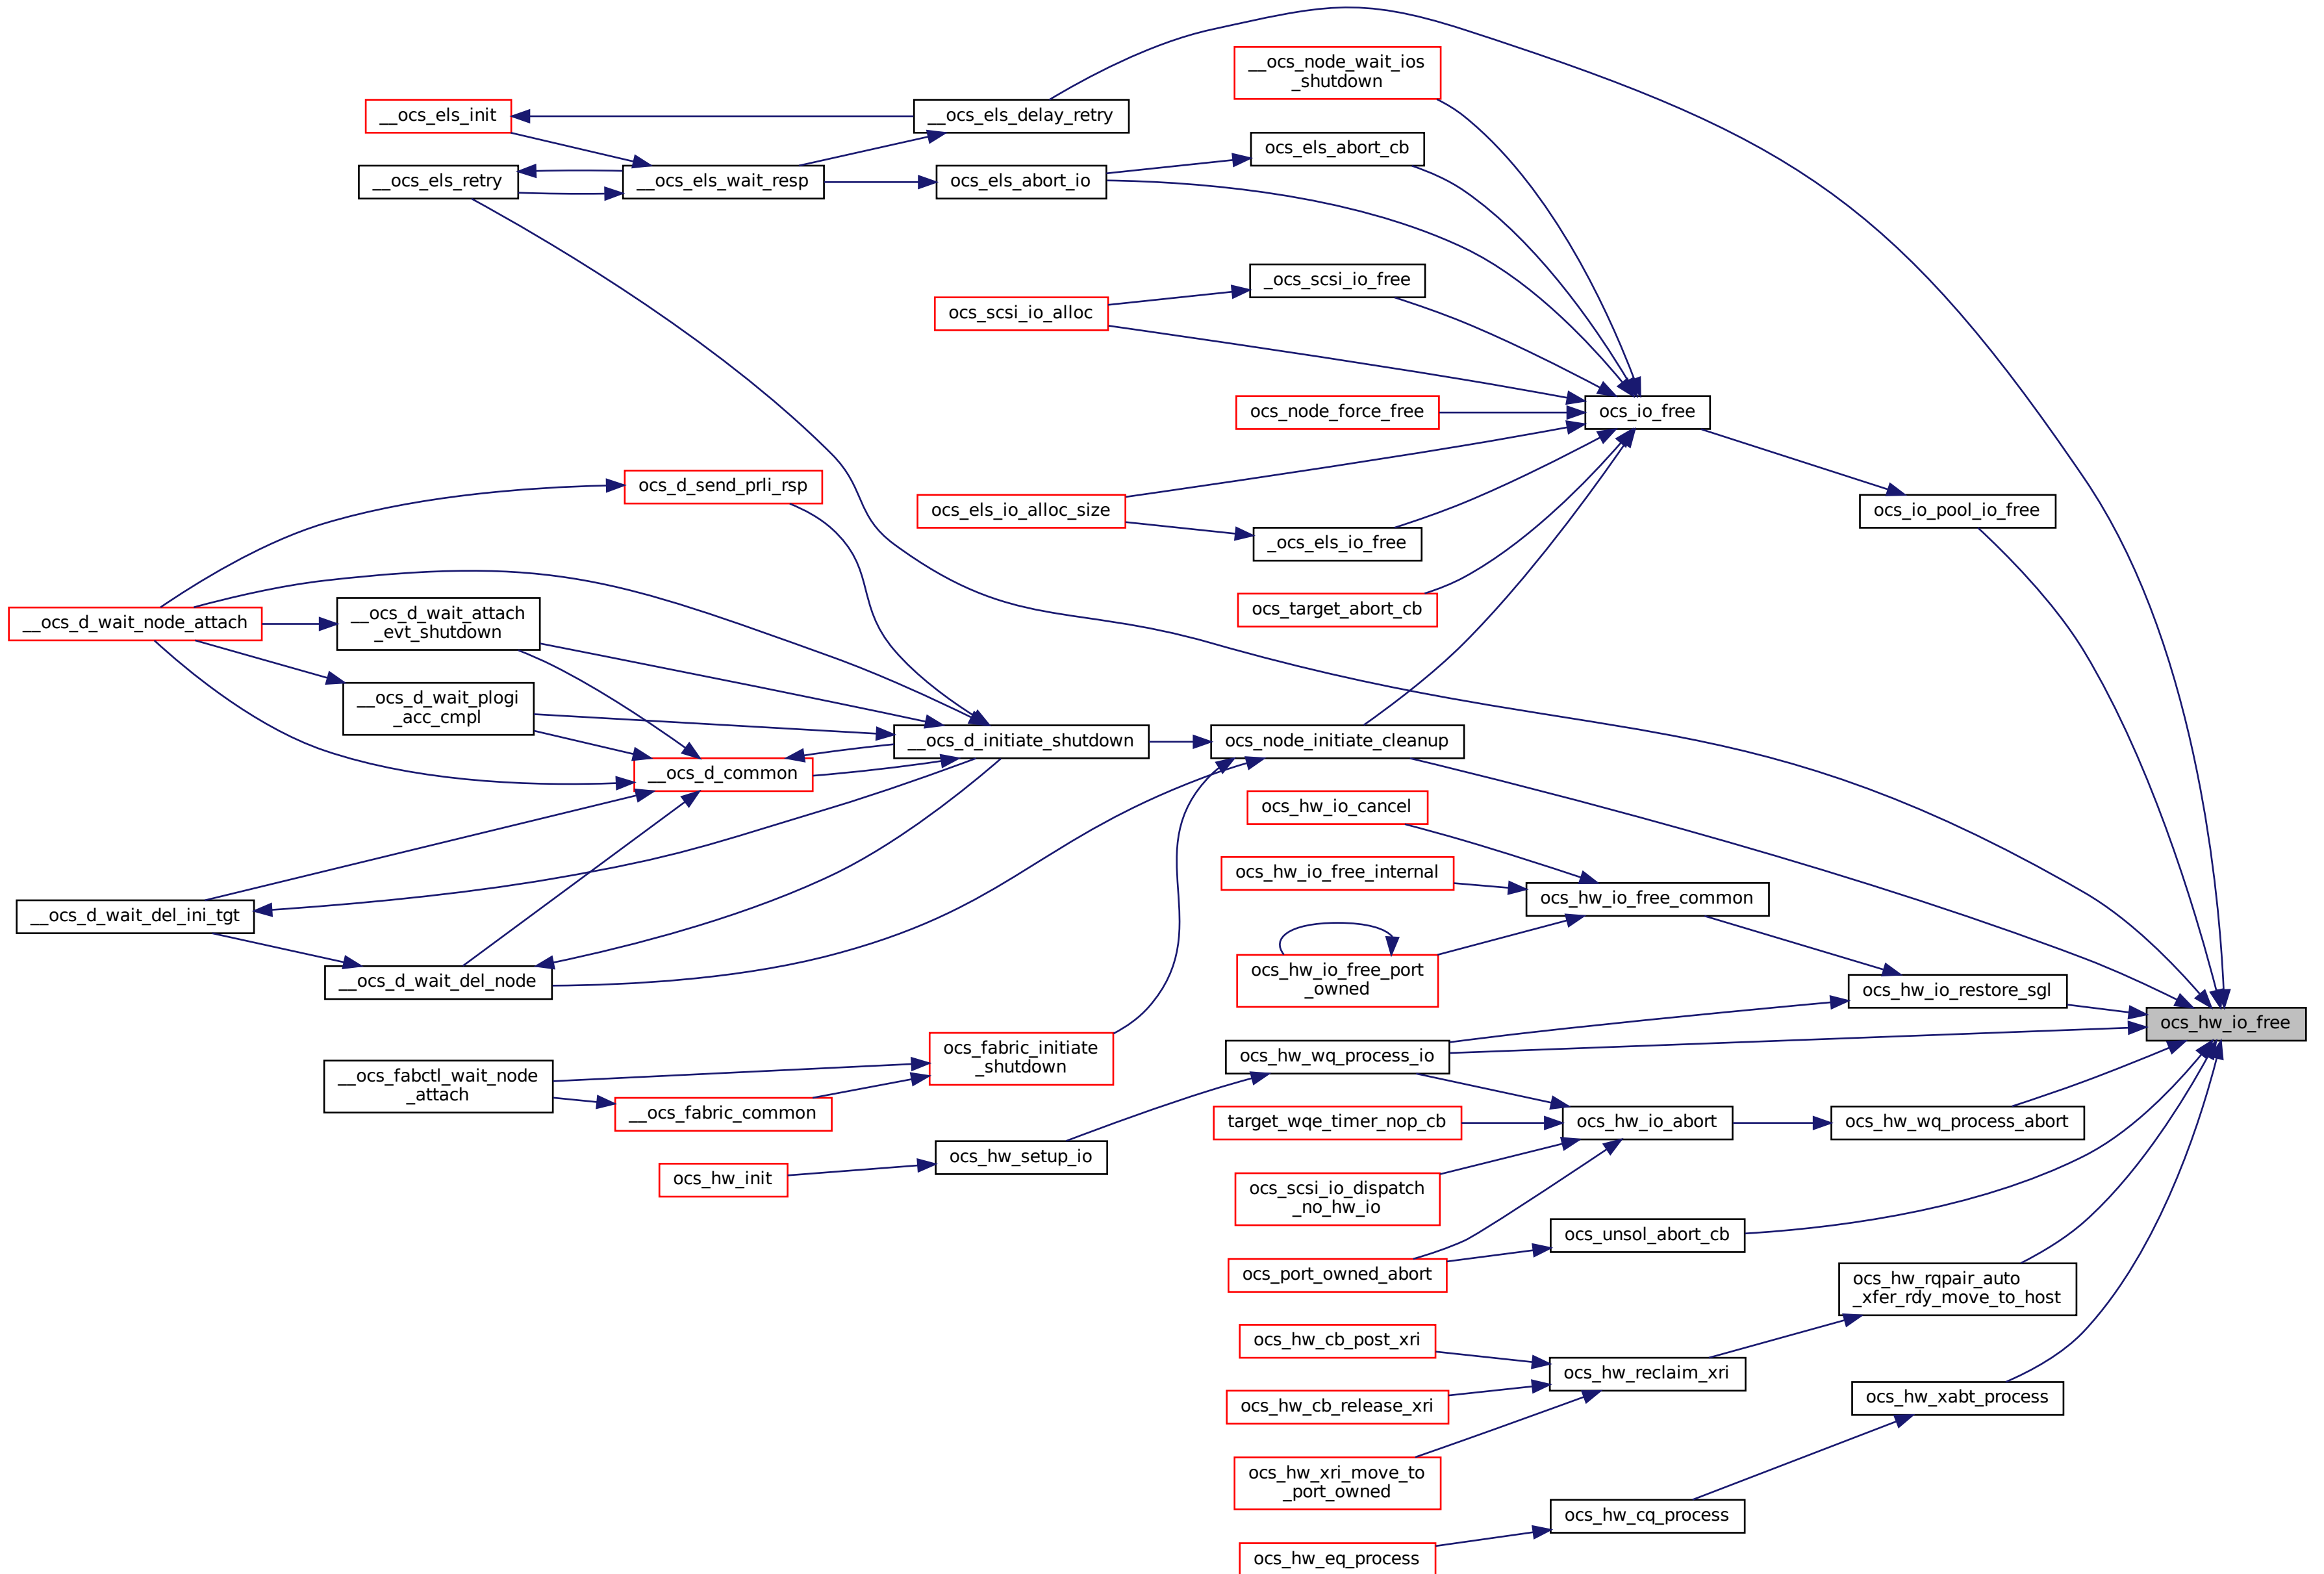 __ocs_node_wait_ios
_shutdown
__ocs_els_init
__ocs_els_delay_retry
ocs_els_abort_cb
__ocs_els_retry
__ocs_els_wait_resp
ocs_els_abort_io
_ocs_scsi_io_free
ocs_scsi_io_alloc
ocs_node_force_free
ocs_io_free
ocs_d_send_prli_rsp
ocs_els_io_alloc_size
ocs_io_pool_io_free
_ocs_els_io_free
ocs_target_abort_cb
__ocs_d_wait_node_attach
__ocs_d_wait_attach
_evt_shutdown
__ocs_d_wait_plogi
_acc_cmpl
__ocs_d_initiate_shutdown
ocs_node_initiate_cleanup
__ocs_d_common
ocs_hw_io_cancel
ocs_hw_io_free_internal
ocs_hw_io_free_common
__ocs_d_wait_del_ini_tgt
__ocs_d_wait_del_node
ocs_hw_io_free_port
_owned
ocs_hw_io_restore_sgl
ocs_hw_io_free
ocs_fabric_initiate
_shutdown
ocs_hw_wq_process_io
__ocs_fabctl_wait_node
_attach
__ocs_fabric_common
target_wqe_timer_nop_cb
ocs_hw_io_abort
ocs_hw_wq_process_abort
ocs_hw_setup_io
ocs_hw_init
ocs_scsi_io_dispatch
_no_hw_io
ocs_unsol_abort_cb
ocs_port_owned_abort
ocs_hw_rqpair_auto
_xfer_rdy_move_to_host
ocs_hw_cb_post_xri
ocs_hw_reclaim_xri
ocs_hw_cb_release_xri
ocs_hw_xabt_process
ocs_hw_xri_move_to
_port_owned
ocs_hw_cq_process
ocs_hw_eq_process